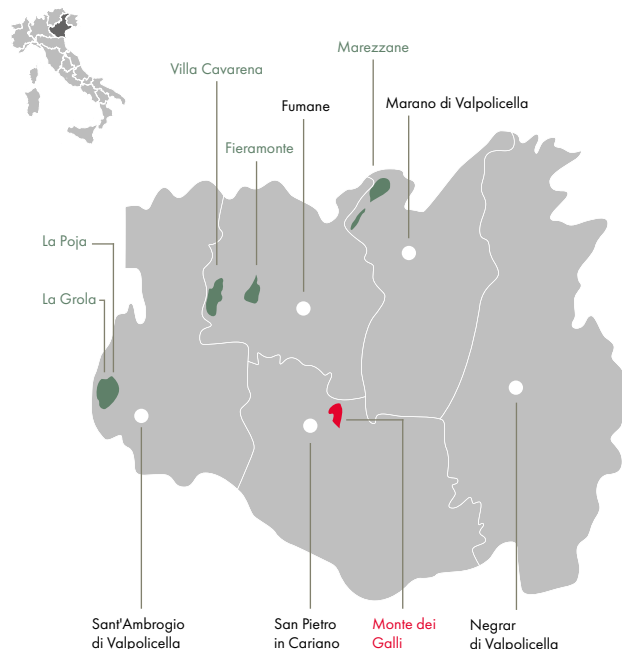 Marezzane
Villa Cavarena
Fumane
Marano di Valpolicella
Fieramonte
La Poja
La Grola
Sant'Ambrogio
di Valpolicella
San Pietro
in Cariano
Monte dei
Galli
Negrar
di Valpolicella